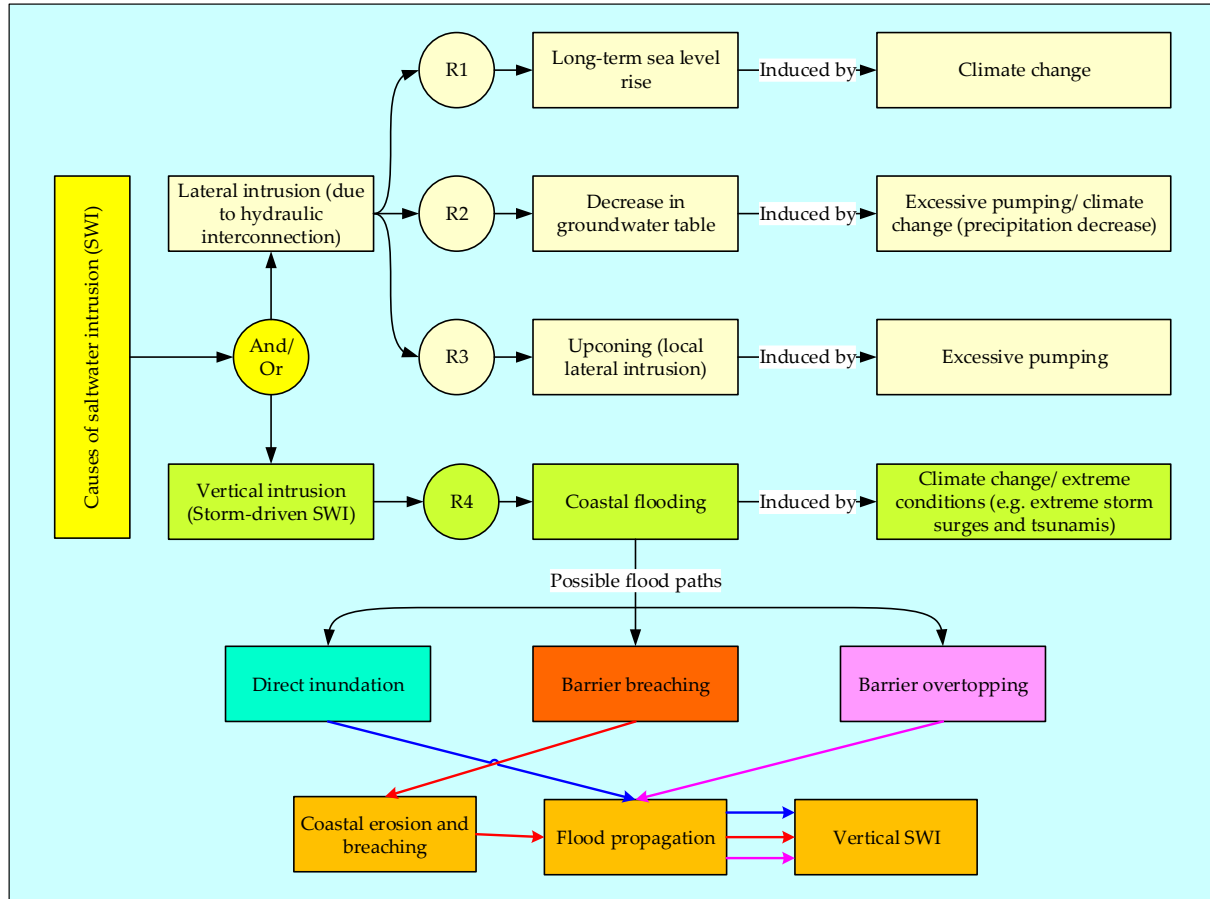 Causes of saltwater intrusion (SWI)
And/
Or
Lateral intrusion (due
to hydraulic
interconnection)
R1
Long-term sea level
rise
Induced by
Climate change
R2
Decrease in
groundwater table
Induced by
Excessive pumping/ climate
change (precipitation decrease)
R3
Upconing (local
lateral intrusion)
Induced by
Excessive pumping
Vertical intrusion
(Storm-driven SWI)
R4
Coastal flooding
Induced by
Climate change/ extreme
conditions (e.g. extreme storm
surges and tsunamis)
Possible flood paths
Direct inundation
Barrier breaching
Barrier overtopping
Coastal erosion and
breaching
Flood propagation
Vertical SWI